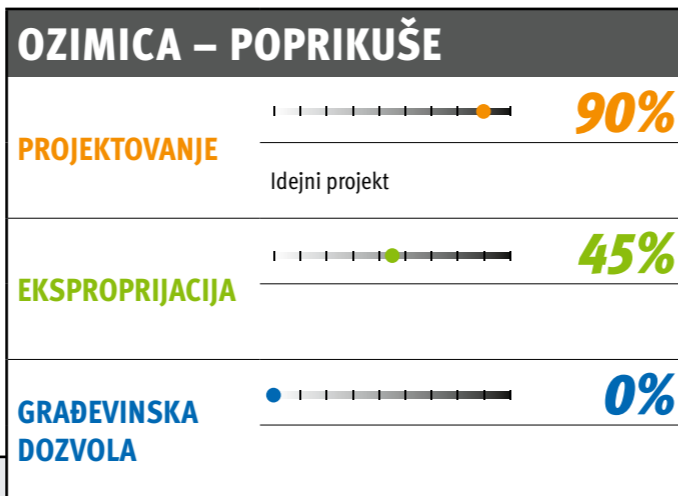 OZIMICA – POPRIKUŠE
PROJEKTOVANJE
90%
Idejni projekt
EKSPROPRIJACIJA
45%
GRAĐEVINSKA
DOZVOLA
0%